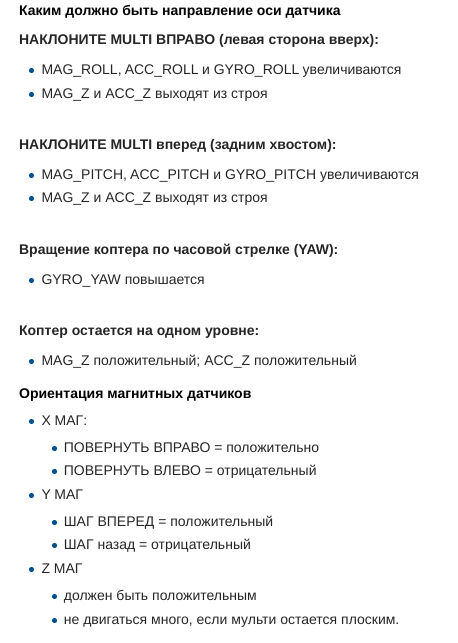 Каким должно быть направление оси датчика
НАКЛОНИТЕ MULTI ВПРАВО (левая сторона вверх):
MAG_ROLL, ACC_ROLL и GYRO_ROLL увеличиваются
MAG_Z и ACC_Z выходят из строя
НАКЛОНИТЕ MULTI вперед (задним хвостом):
MAG_PITCH, ACC_PITCH и GYRO_PITCH увеличиваются
MAG_Z и ACC_Z выходят из строя
Вращение коптера по часовой стрелке (YAW):
GYRO_YAW повышается
Коптер остается на одном уровне:
MAG_Z положительный; ACC_Z положительный
Ориентация магнитных датчиков
X МАГ:
ПОВЕРНУТЬ ВПРАВО = положительно
ПОВЕРНУТЬ ВЛЕВО = отрицательный
Y МАГ
ШАГ ВПЕРЕД = положительный
ШАГ назад = отрицательный
Z МАГ
должен быть положительным
не двигаться много, если мульти остается плоским.